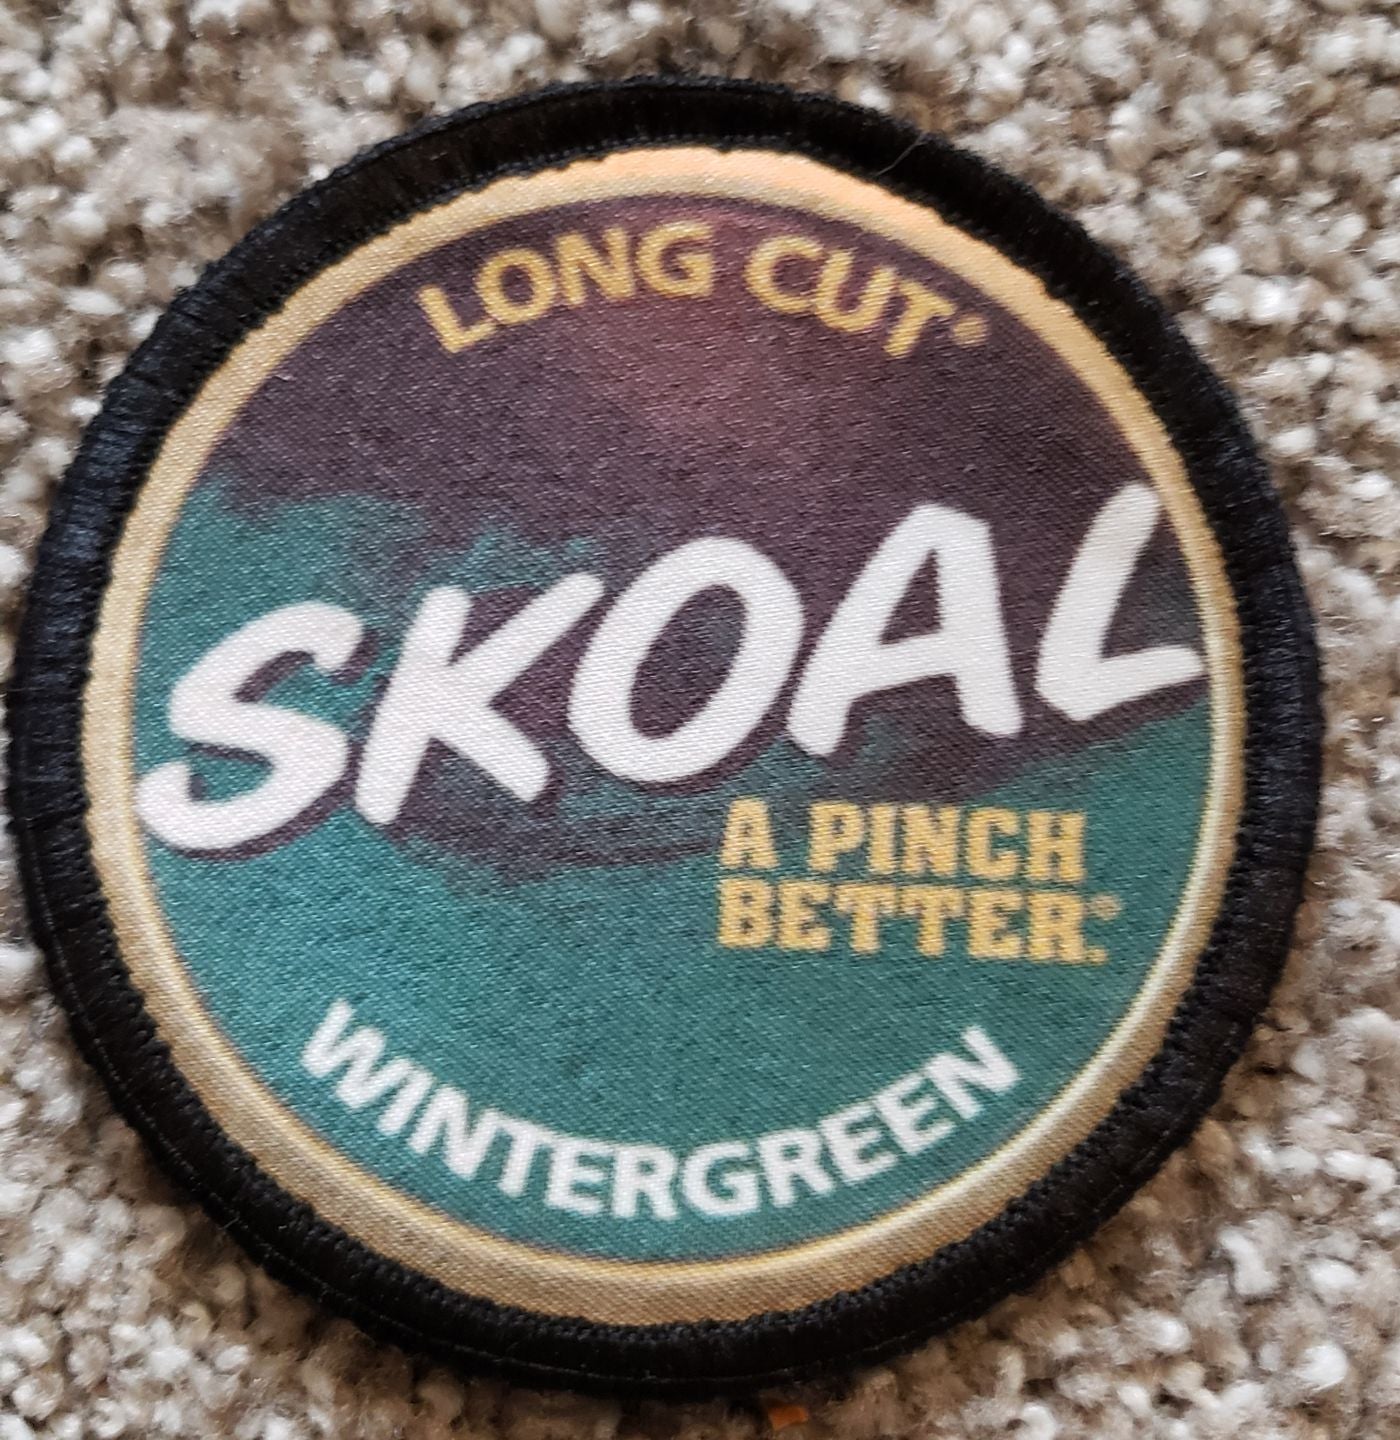 LONG CUT®
SKOAL
A PINCH
BETTER.®
WINTERGREEN